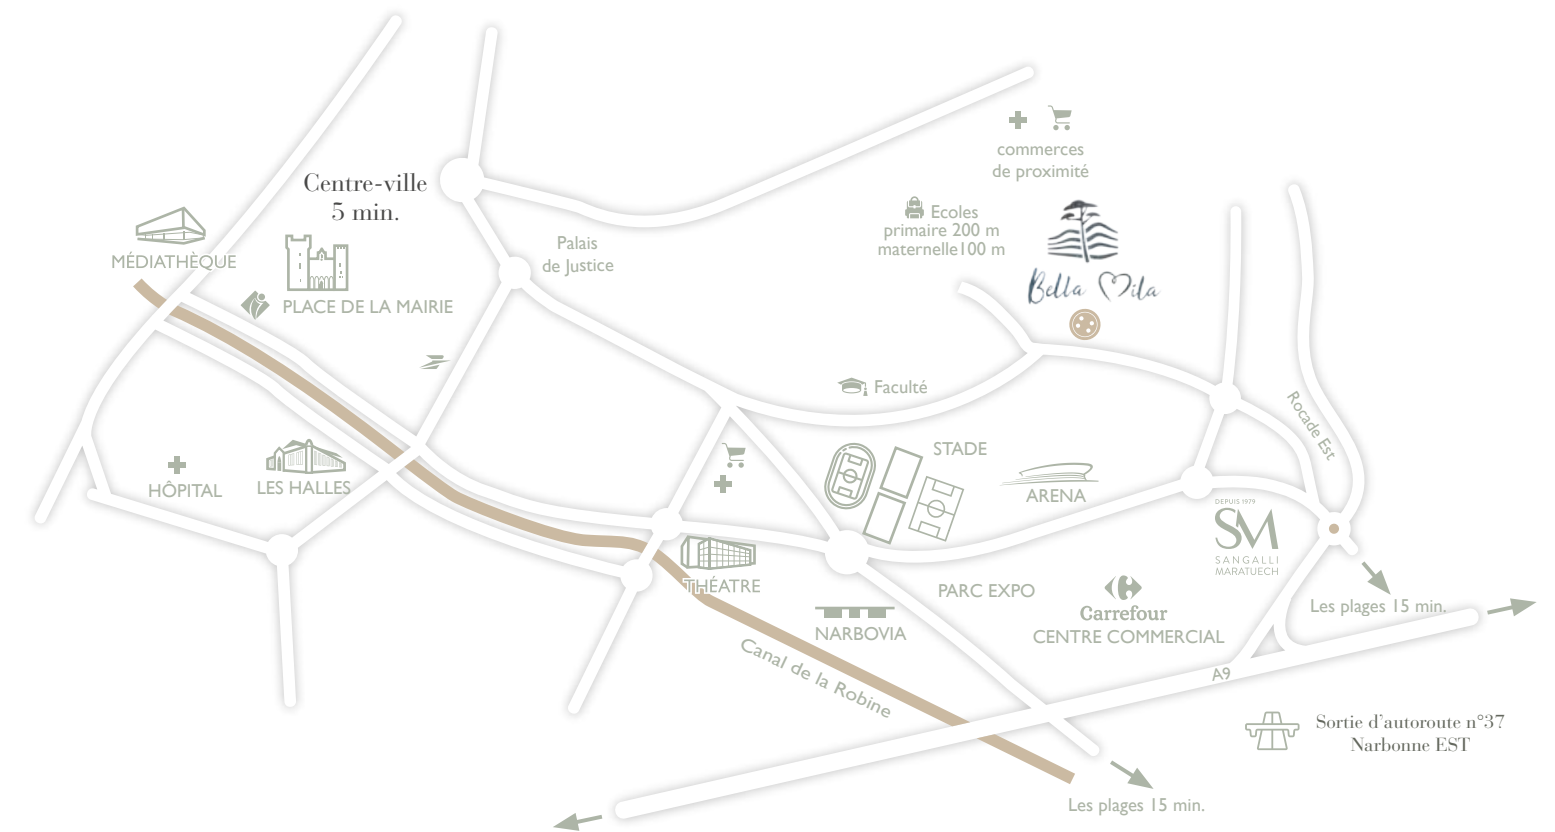 commerces
de proximité
Centre-ville
5 min.
Ecoles
primaire 200 m
maternelle100 m
Palais
de Justice
MÉDIATHÈQUE
Bella Mila
PLACE DE LA MAIRIE
Faculté
Rocade Est
STADE
HÔPITAL
LES HALLES
ARENA
DEPUIS 1979
SM
SANGALLI
MARATUECH
THÉATRE
PARC EXPO
Carrefour
CENTRE COMMERCIAL
Les plages 15 min.
NARBOVIA
Canal de la Robine
A9
Sortie d'autoroute n°37
Narbonne EST
Les plages 15 min.